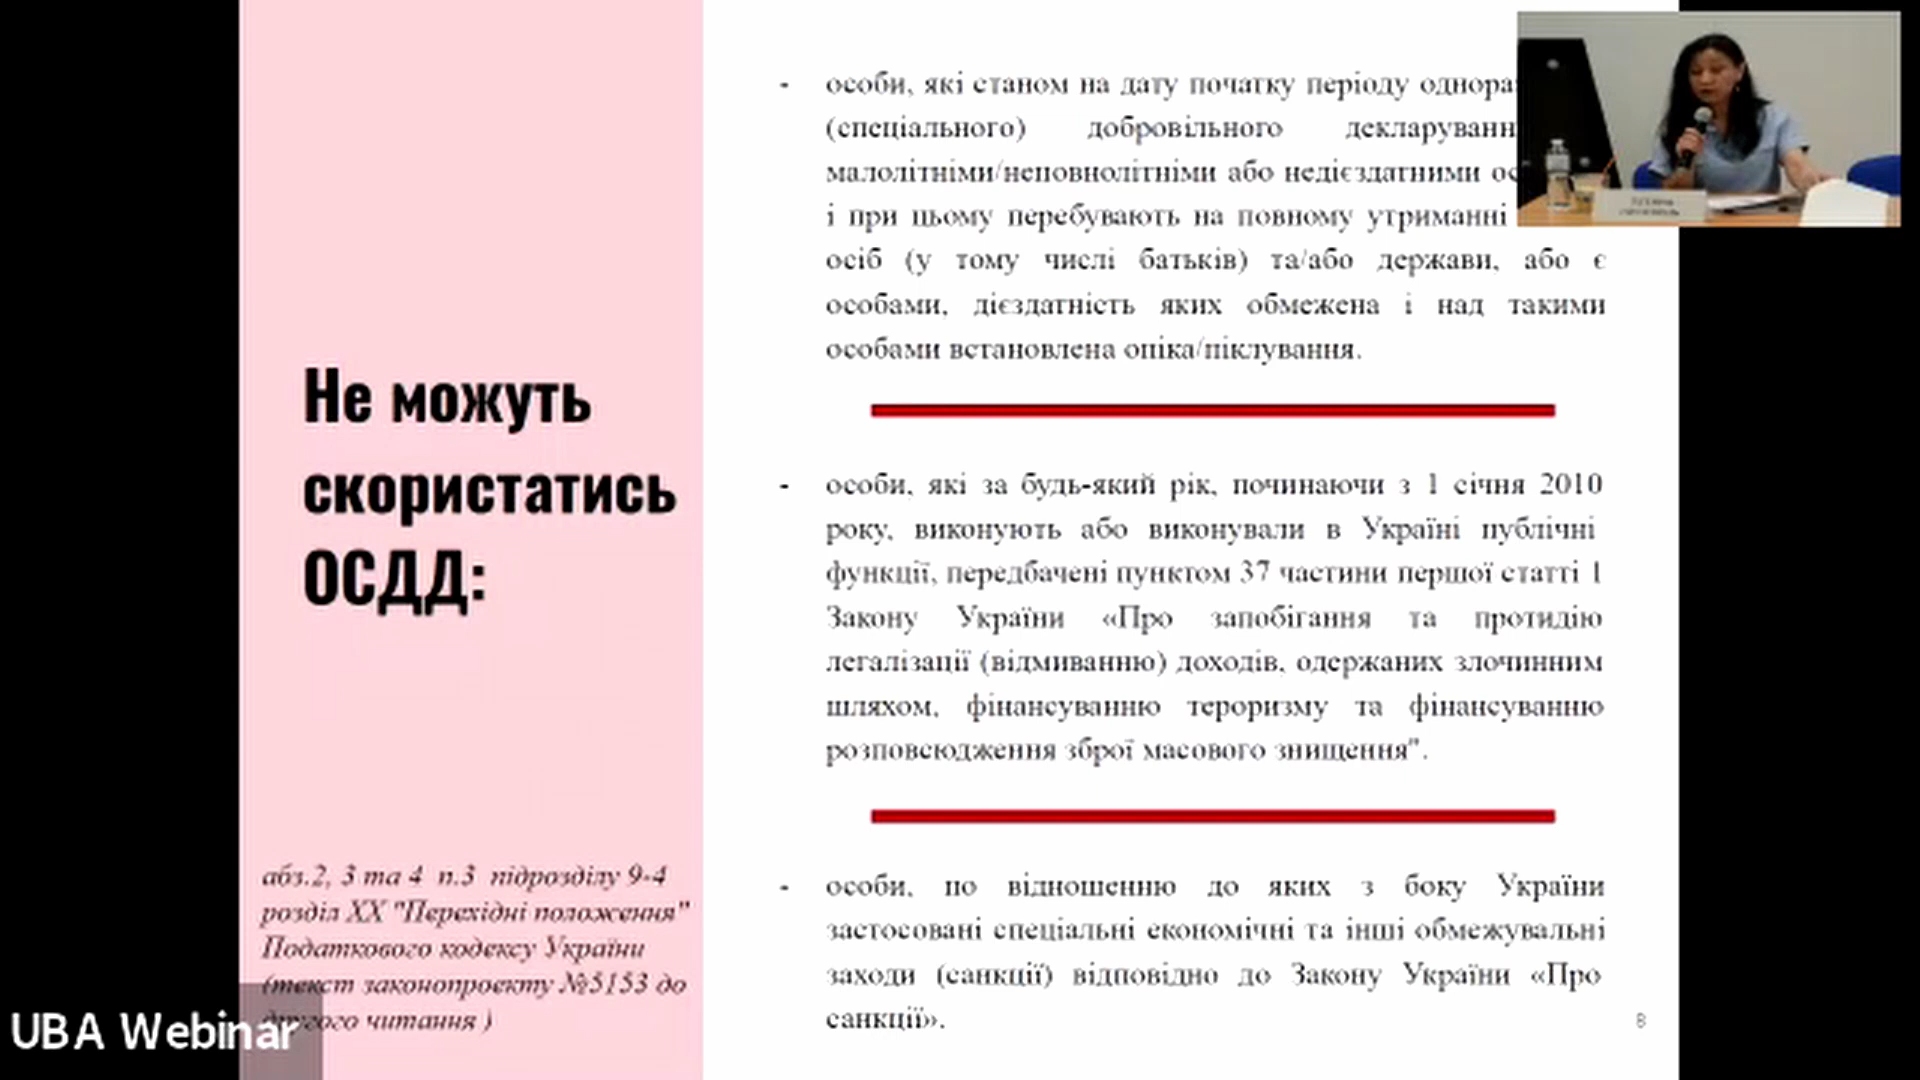 Не можуть
скористатись
ОСДД:
абз.2, 3 та 4 п.3 підрозділу 9-4
розділ XX "Перехідні положення"
Податкового кодексу України
(текст законопроекту №5153 до
другого читання )
- особи, які станом на дату початку періоду
(спеціального) добровільного
малолітніми/неповнолітніми або недієздатними
і при цьому перебувають на повному утриманні
осіб (у тому числі батьків) та/або держави, або є
особами, дієздатність яких обмежена і над такими
особами встановлена опіка/піклування.
- особи, які за будь-який рік, починаючи з 1 січня 2010
року, виконують або виконували в Україні публічні
функції, передбачені пунктом 37 частини першої статті 1
Закону України «Про запобігання та протидію
легалізації (відмиванню) доходів, одержаних злочинним
шляхом, фінансуванню тероризму та фінансуванню
розповсюдження зброї масового знищення".
- особи, по відношенню до яких з боку України
застосовані спеціальні економічні та інші обмежувальні
заходи (санкції) відповідно до Закону України «Про
санкції».
8
UBA Webinar